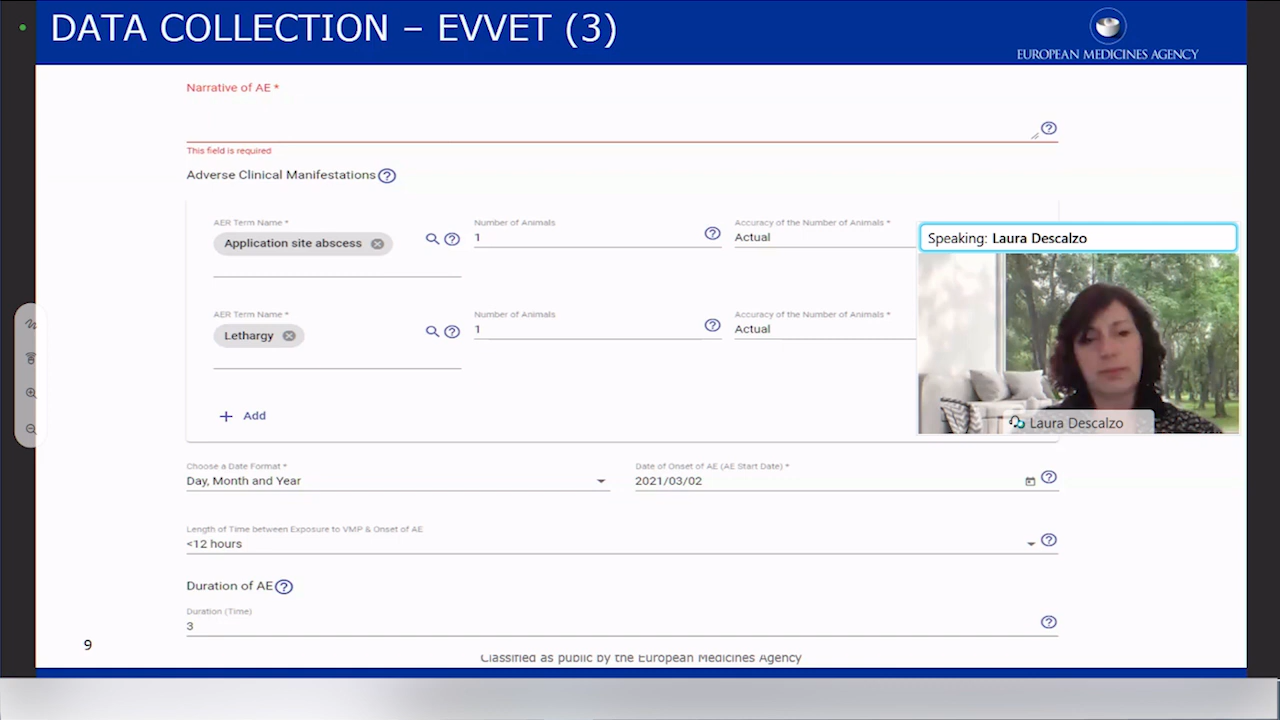 DATA COLLECTION – EVVET (3)
EUROPEAN MEDICINES AGENCY
Narrative of AE *
This field is required
Adverse Clinical Manifestations
AER Term Name *
Number of Animals
Accuracy of the Number of Animals *
Application site abscess
1
Actual
Speaking: Laura Descalzo
AER Term Name *
Number of Animals
Accuracy of the Number of Animals *
Lethargy
1
Actual
+ Add
Laura Descalzo
Choose a Date Format *
Date of Onset of AE (AE Start Date) *
Day, Month and Year
2021/03/02
Length of Time between Exposure to VMP & Onset of AE
<12 hours
Duration of AE
Duration (Time)
3
9
Classified as public by the European Medicines Agency